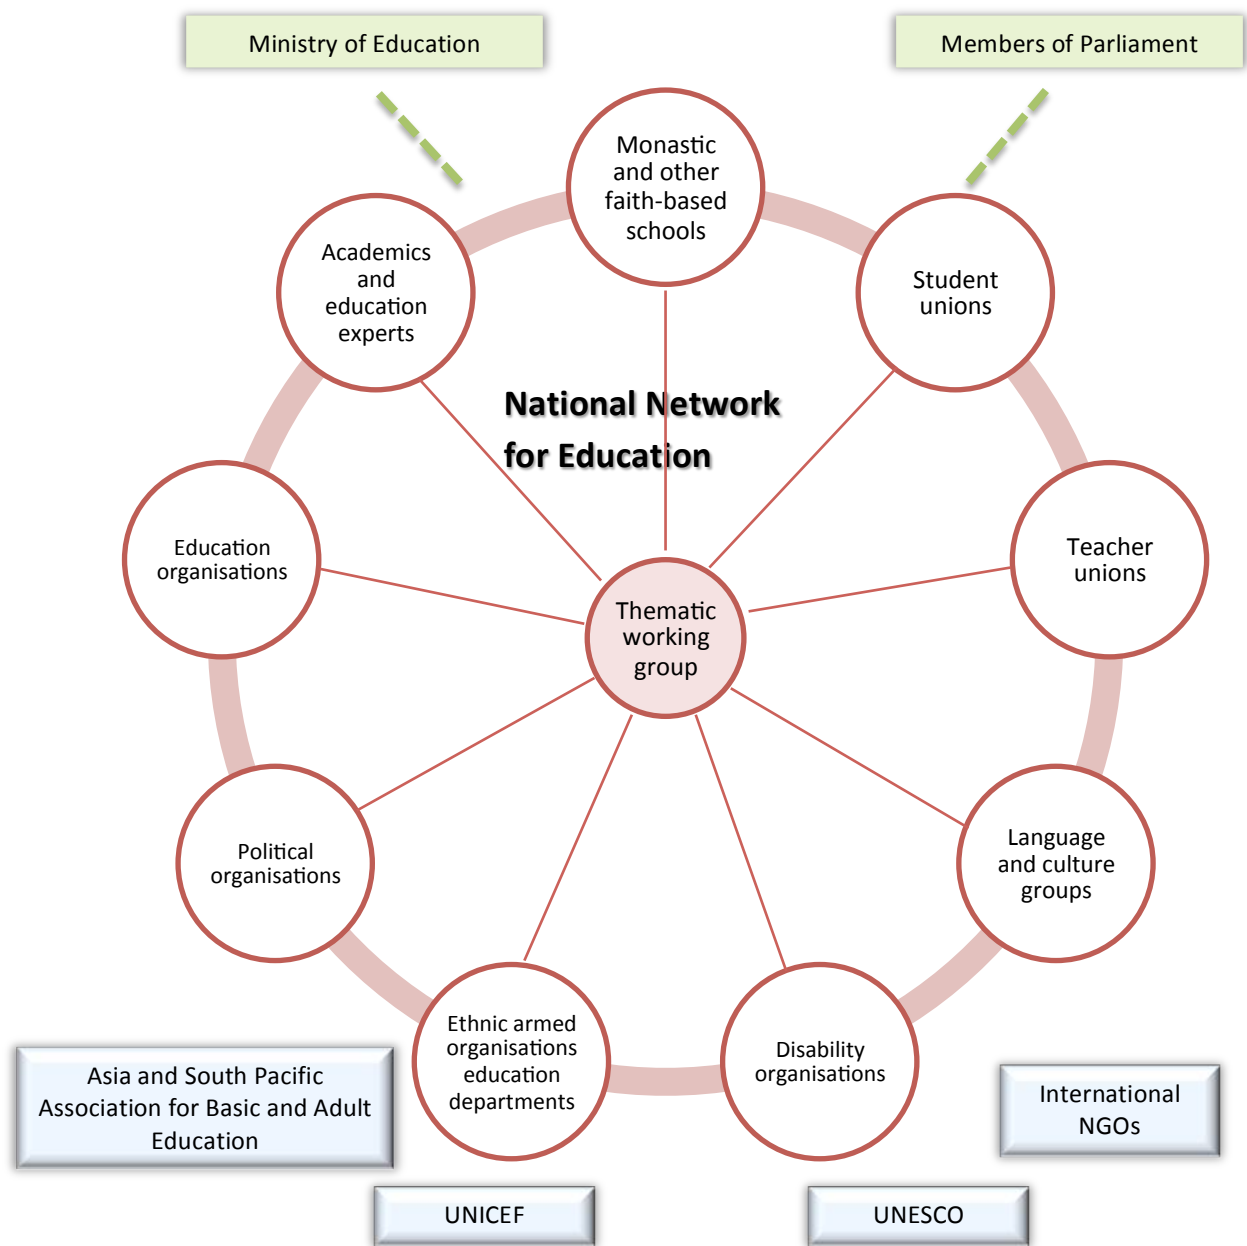 Ministry of Education
Members of Parliament
Monastic
and other
faith-based
schools
Academics
and
education
experts
Student
unions
National Network
for Education
Education
organisations
Teacher
unions
Thematic
working
group
Political
organisations
Language
and culture
groups
Ethnic armed
organisations
education
departments
Disability
organisations
Asia and South Pacific
Association for Basic and Adult
Education
International
NGOs
UNICEF
UNESCO